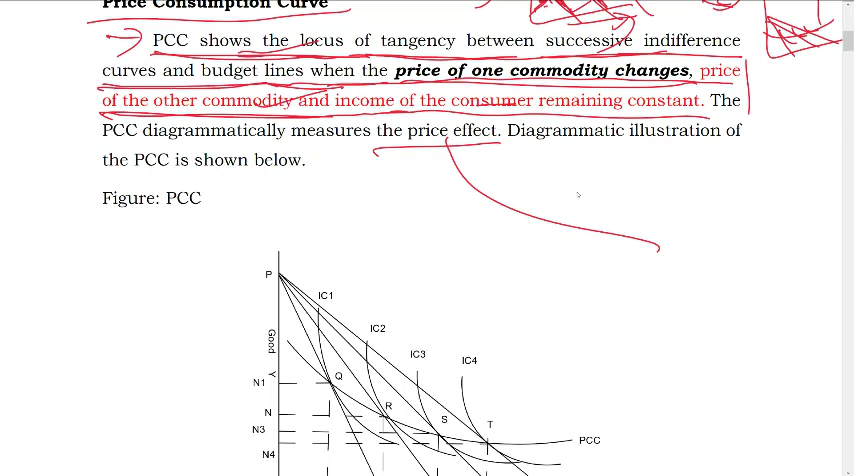 Price Consumption Curve
PCC shows the locus of tangency between successive indifference
curves and budget lines when the price of one commodity changes, price
of the other commodity and income of the consumer remaining constant. The
PCC diagrammatically measures the price effect. Diagrammatic illustration of
the PCC is shown below.
Figure: PCC
P
IC1
IC2
Good Y
IC3
IC4
N1
Q
N
R
S
T
N3
PCC
N4